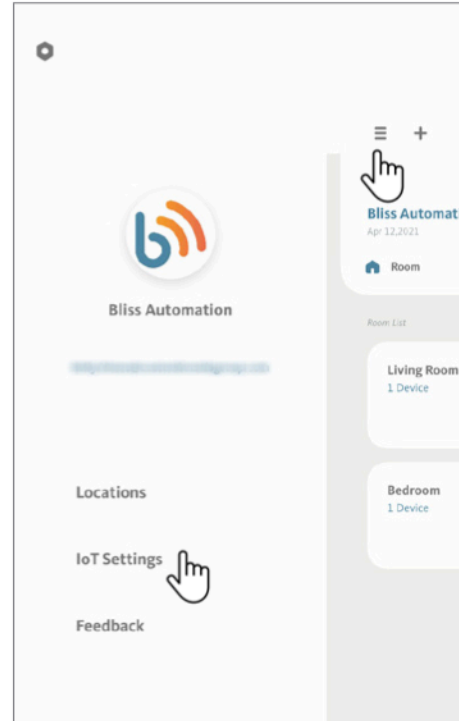 Bliss Automati
Apr 12,2021
Room
Bliss Automation
Room List
Living Room
1 Device
Bedroom
1 Device
Locations
IoT Settings
Feedback